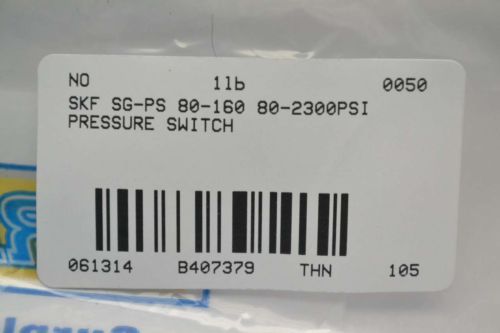 NO 1lb 0050
SKF SG-PS 80-160 80-2300PSI
PRESSURE SWITCH
061314 B407379 THN 105